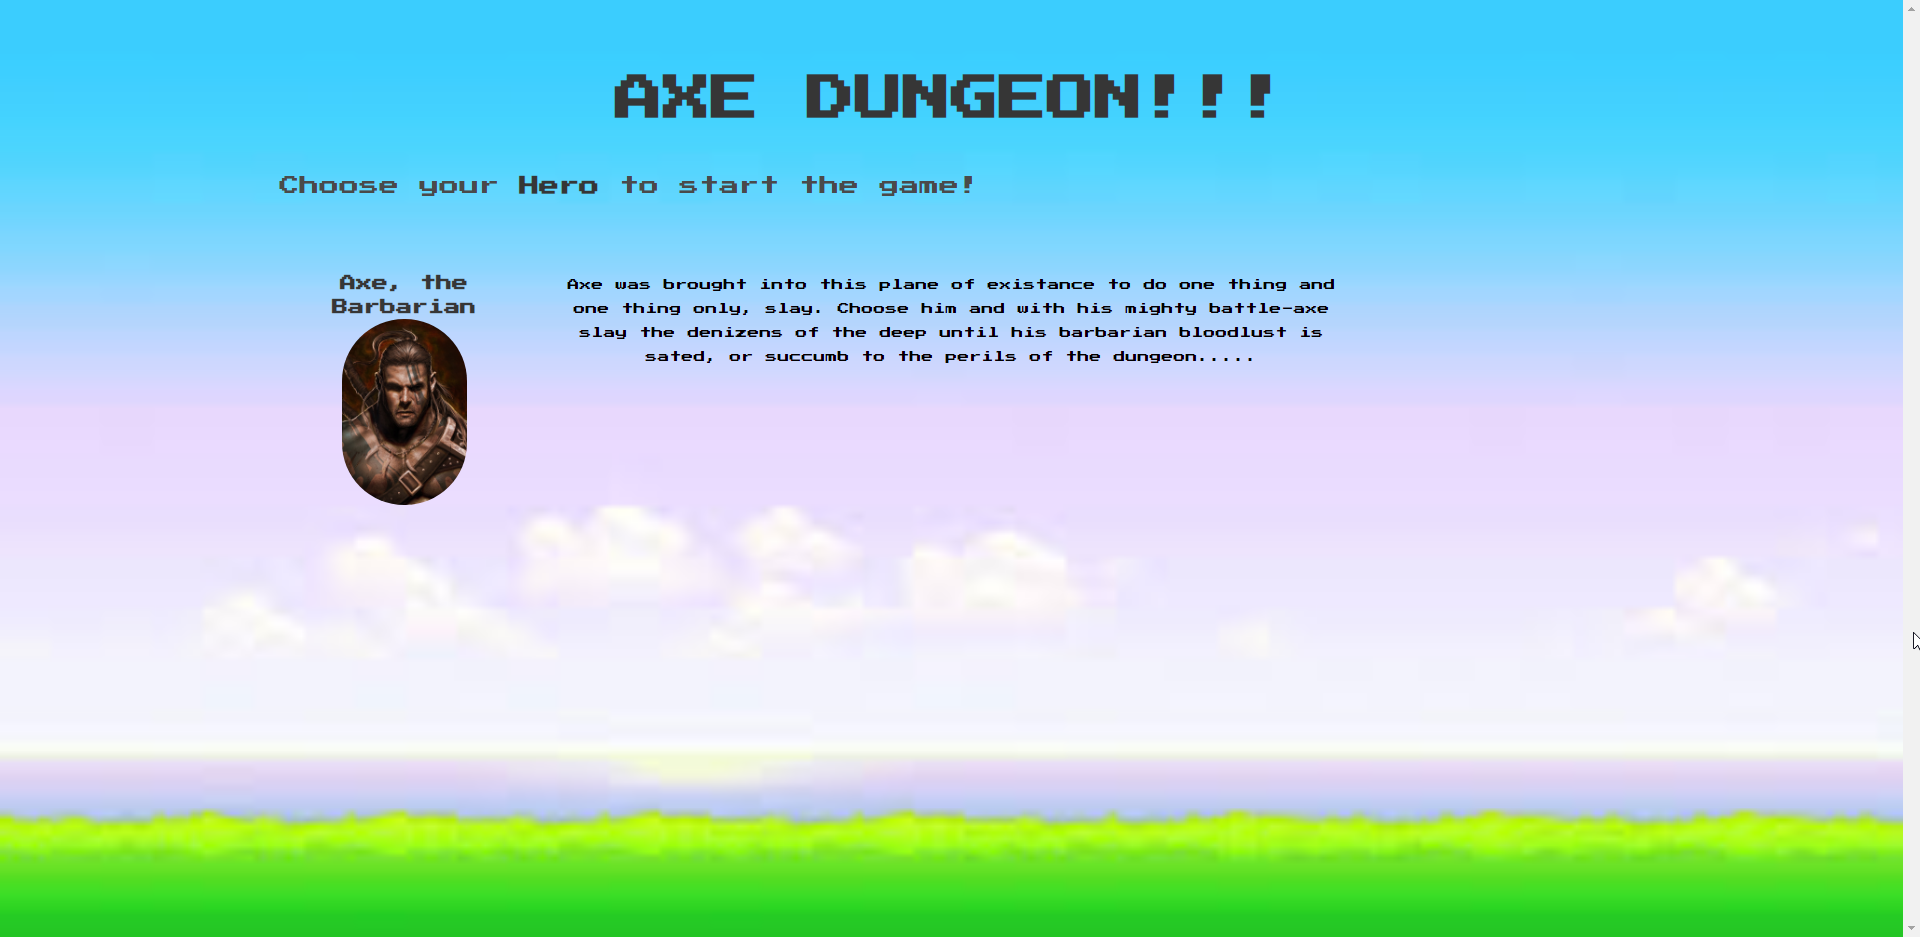 AXE DUNGEON!!!
Choose your Hero to start the game!
Axe, the
Barbarian
Axe was brought into this plane of existance to do one thing and
one thing only, slay. Choose him and with his mighty battle-axe
slay the denizens of the deep until his barbarian bloodlust is
sated, or succumb to the perils of the dungeon.....